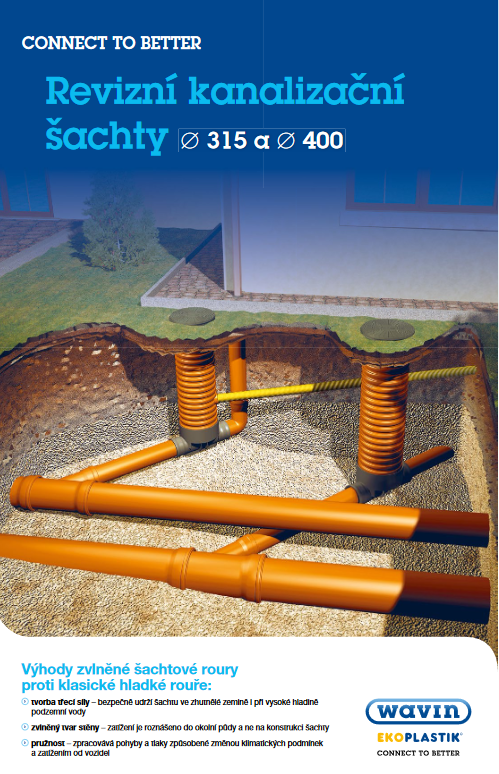 CONNECT TO BETTER
Revizní kanalizační
šachty ∅ 315 a ∅ 400
Výhody zvlněné šachtové roury
proti klasické hladké rouře:
tvorba třecí síly – bezpečně udrží šachtu ve zhutnělé zemině i při vysoké hladině
podzemní vody
zvlněný tvar stěny – zatížení je roznášeno do okolní půdy a ne na konstrukci šachty
pružnost – zpracovává pohyby a tlaky způsobené změnou klimatických podmínek
a zatížením od vozidel
wavin
EKOPLASTIK®
CONNECT TO BETTER